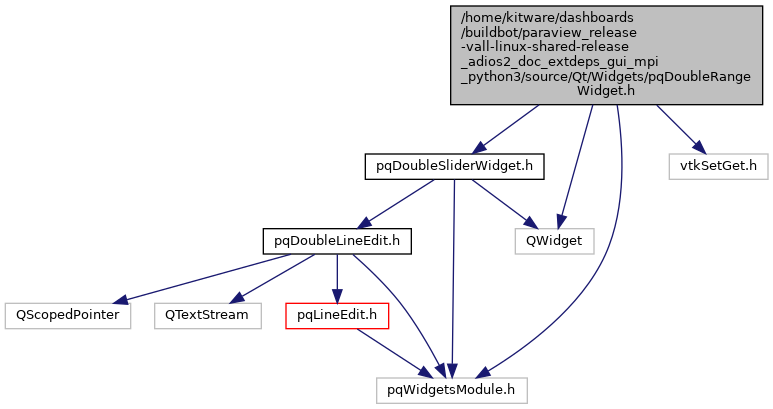 /home/kitware/dashboards
/buildbot/paraview_release
-vall-linux-shared-release
_adios2_doc_extdeps_gui_mpi
_python3/source/Qt/Widgets/pqDoubleRange
Widget.h
pqDoubleSliderWidget.h
vtkSetGet.h
pqDoubleLineEdit.h
QWidget
QScopedPointer
QTextStream
pqLineEdit.h
pqWidgetsModule.h